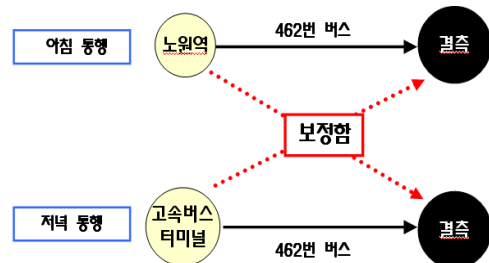 462번 버스
아침 통행
노원역
결측
보정함
저녁 통행
고속버스
터미널
결측
462번 버스